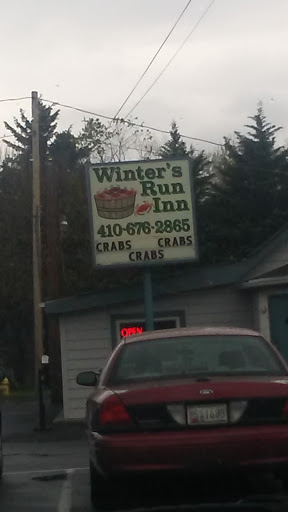 Winter's
Run
Inn
410-676-2865
CRABS CRABS
CRABS
OPEN